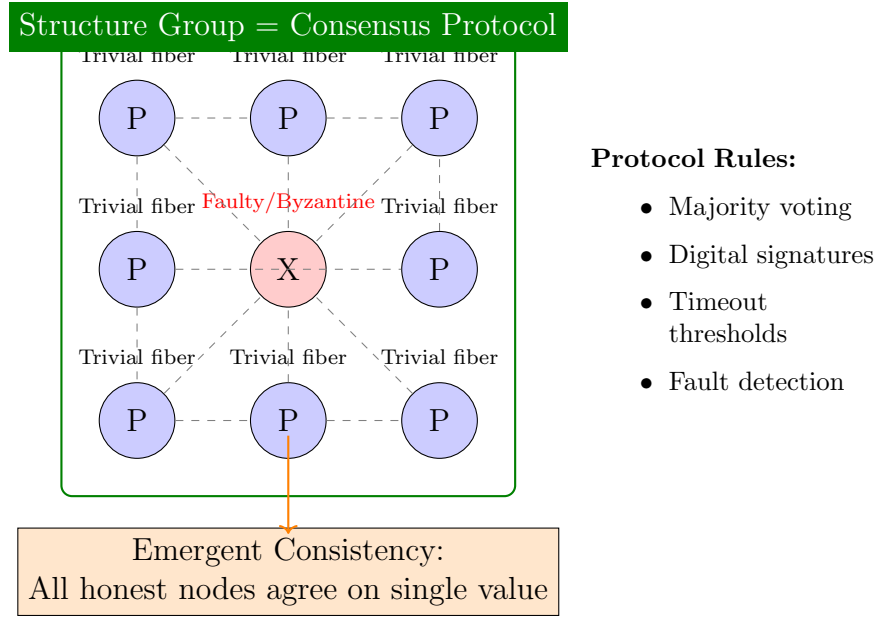 Structure Group = Consensus Protocol
Trivial fiber Trivial fiber Trivial fiber
P P P
Trivial fiber Faulty/Byzantine Trivial fiber
P X P
Trivial fiber Trivial fiber Trivial fiber
P P P
Emergent Consistency:
All honest nodes agree on single value
Protocol Rules:
• Majority voting
• Digital signatures
• Timeout
thresholds
• Fault detection